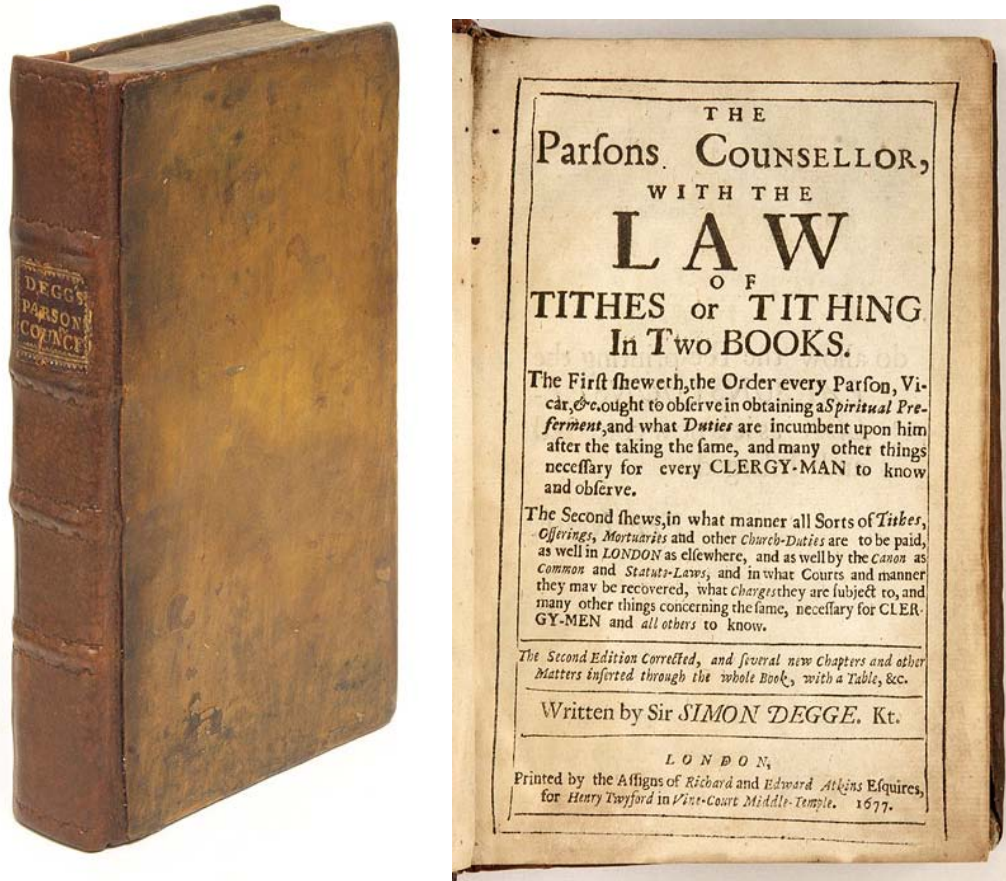 DEGGS
PARSON
COUNCE
THE
Parſons COUNSELLOR,
WITH THE
LAW
OF
TITHES or TITHING
In Two BOOKS.
The Firſt ſheweth, the Order every Parſon, Vi-
car, &c. ought to obſerve in obtaining a Spiritual Pre-
ferment, and what Duties are incumbent upon him
after the taking the ſame, and many other things
neceſſary for every CLERGY-MAN to know
and obſerve.
The Second ſhews, in what manner all Sorts of Tithes,
Offerings, Mortuaries and other Church-Duties are to be paid,
as well in LONDON as elſewhere, and as well by the Canon as
Common and Statute-Laws, and in what Courts and manner
they may be recovered, what Charges they are ſubject to, and
many other things concerning the ſame, neceſſary for CLER-
GY-MEN and all others to know.
The Second Edition Corrected, and ſeveral new Chapters and other
Matters inſerted through the whole Book, with a Table, &c.
Written by Sir SIMON DEGGE. Kt.
LONDON,
Printed by the Aſſigns of Richard and Edward Atkins Eſquires,
for Henry Twyford in Vine-Court Middle-Temple. 1677.